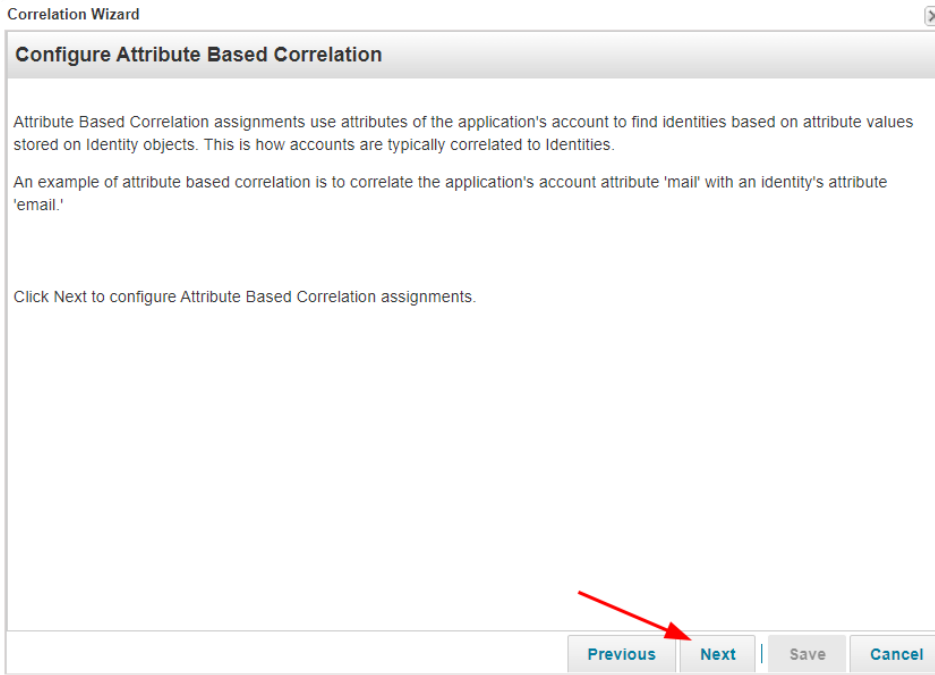 Correlation Wizard
Configure Attribute Based Correlation
Attribute Based Correlation assignments use attributes of the application's account to find identities based on attribute values
stored on Identity objects. This is how accounts are typically correlated to Identities.
An example of attribute based correlation is to correlate the application's account attribute 'mail' with an identity's attribute
'email.'
Click Next to configure Attribute Based Correlation assignments.
Previous Next Save Cancel